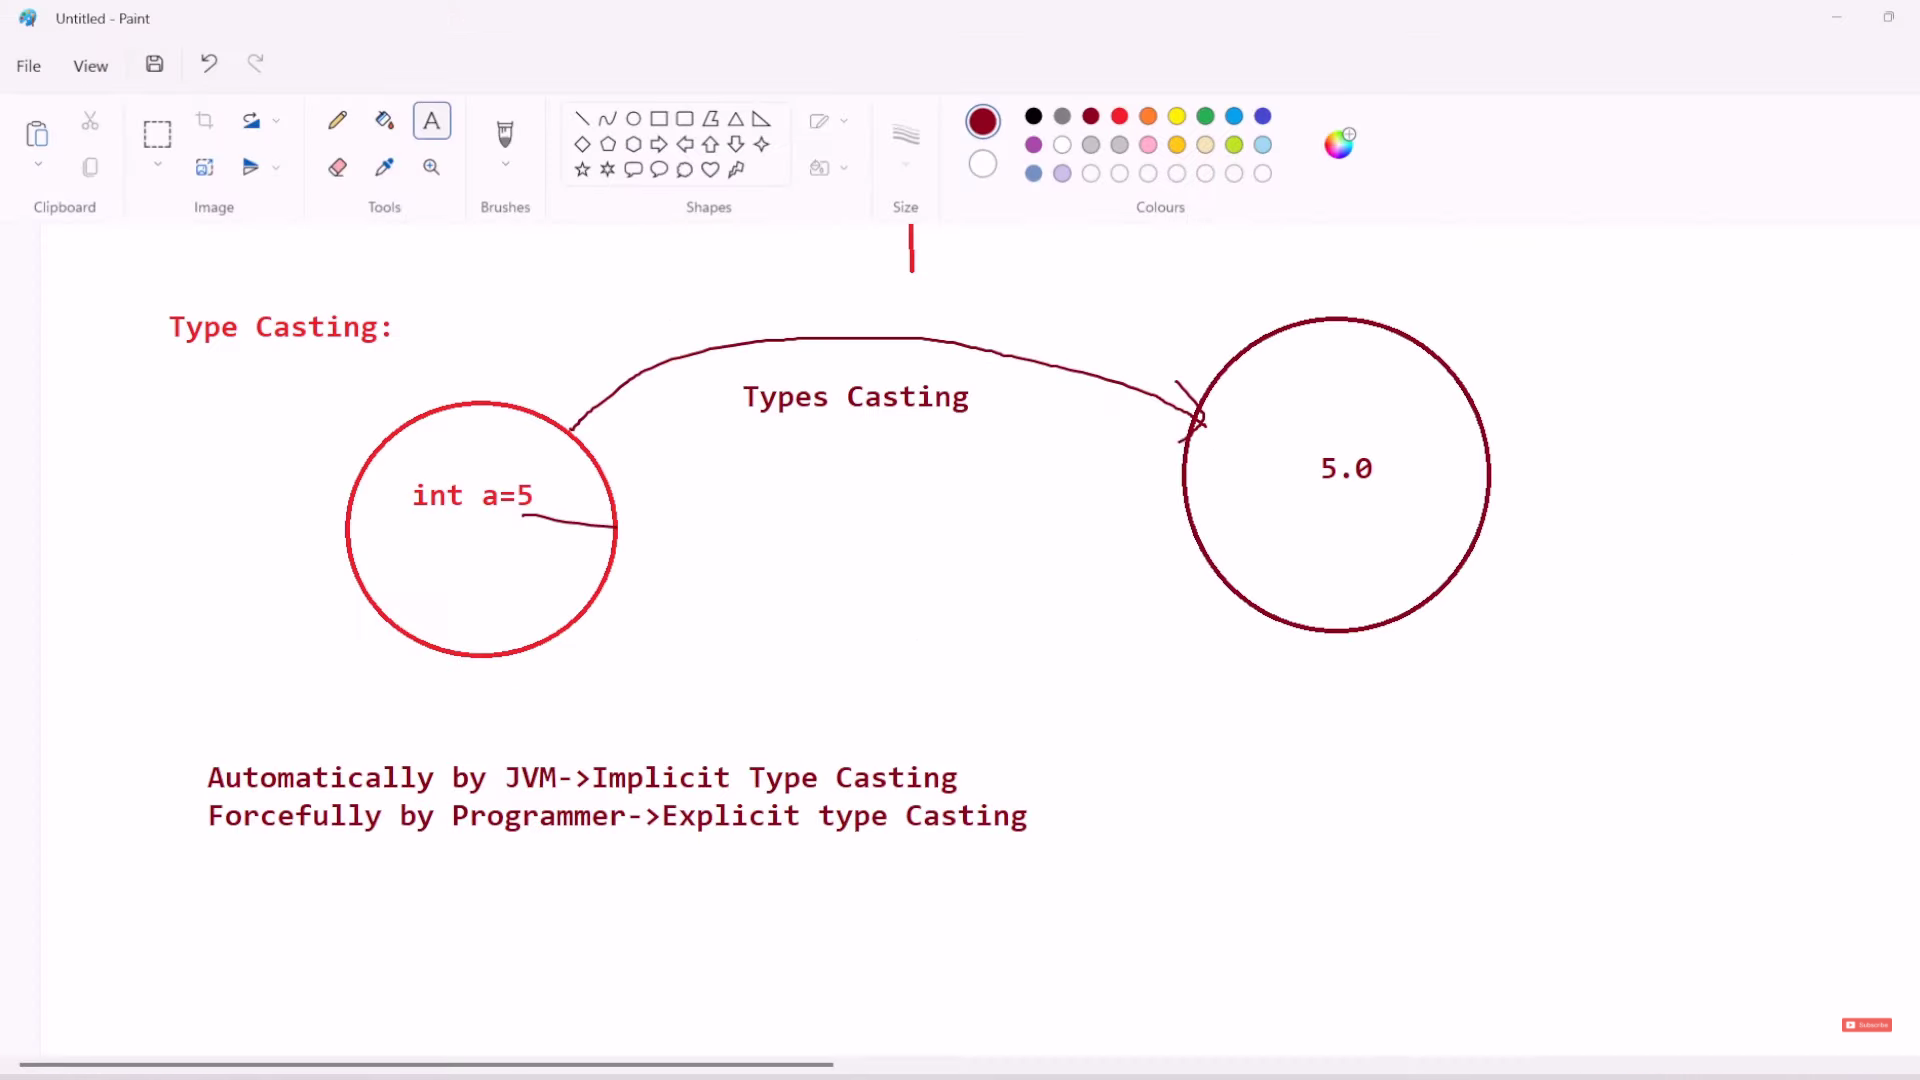 Untitled - Paint
File View
Clipboard Image Tools Brushes Shapes Size Colours
Type Casting:
Types Casting
int a=5
5.0
Automatically by JVM->Implicit Type Casting
Forcefully by Programmer->Explicit type Casting
Subscribe